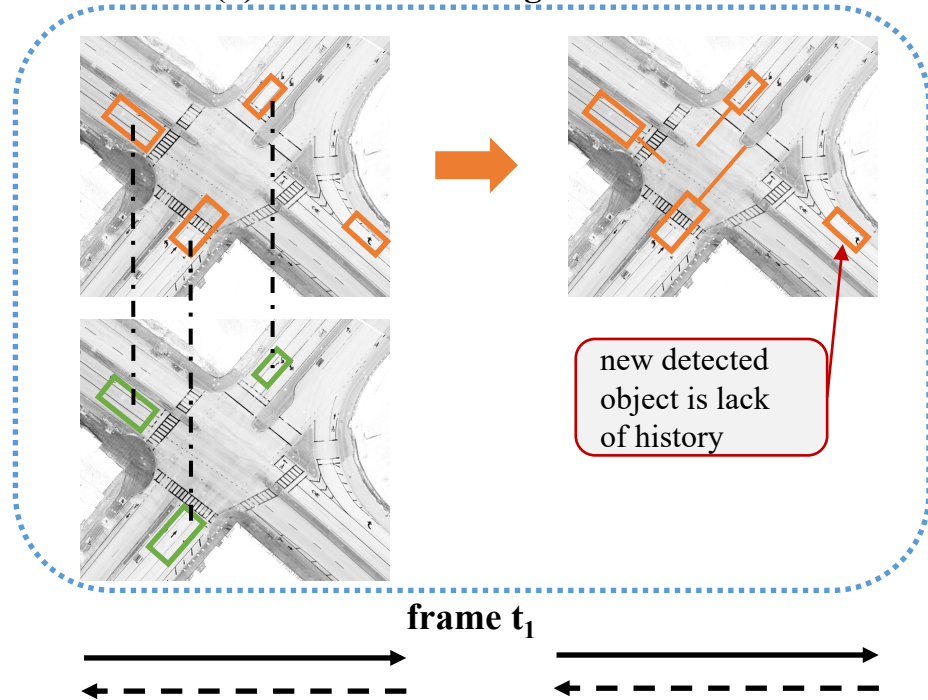 new detected
object is lack
of history
frame t₁